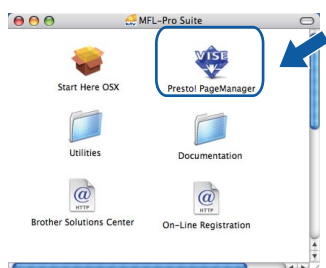 MFL-Pro Suite
VISE
Start Here OSX
Presto! PageManager
Utilities
Documentation
@
HTTP
@
HTTP
Brother Solutions Center
On-Line Registration